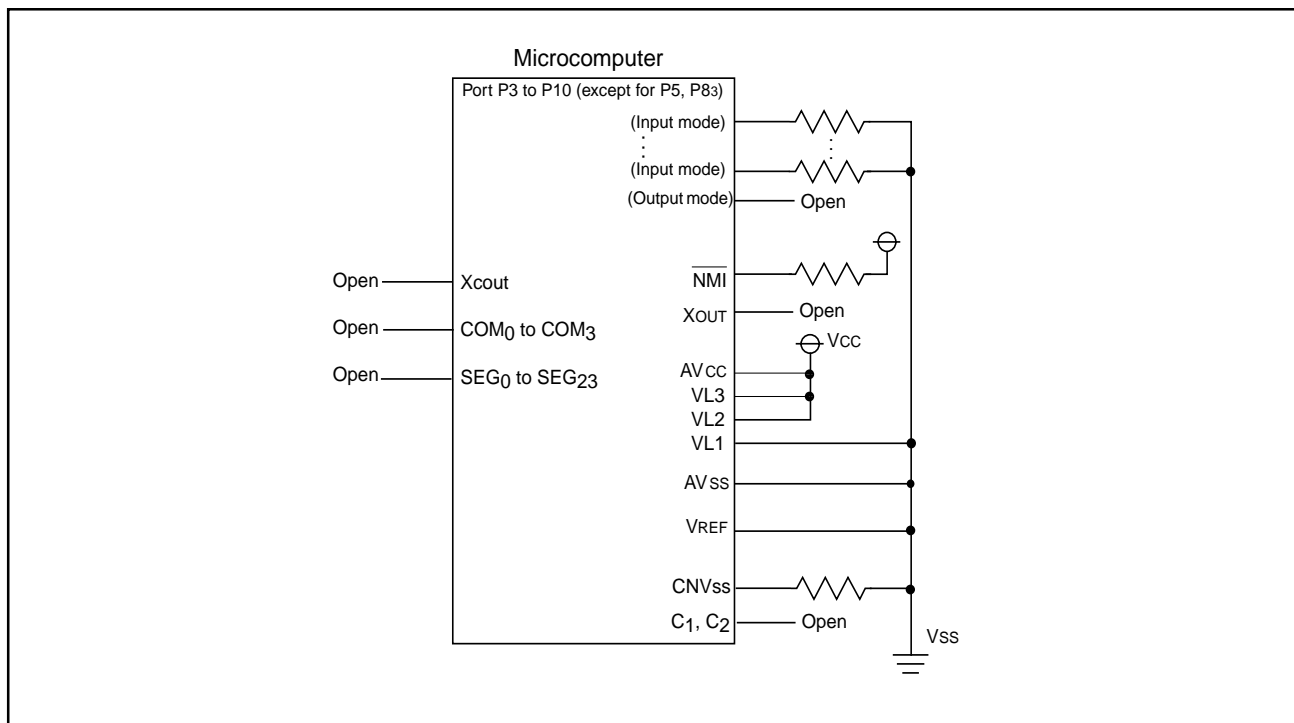 Microcomputer
Port P3 to P10 (except for P5, P83)
(Input mode)
(Input mode)
(Output mode)
Open
NMI
XOUT
Open
VCC
AVCC
VL3
VL2
VL1
AVSS
VREF
CNVss
C1, C2
Open
VSS
Open
Xcout
Open
COM0 to COM3
Open
SEG0 to SEG23